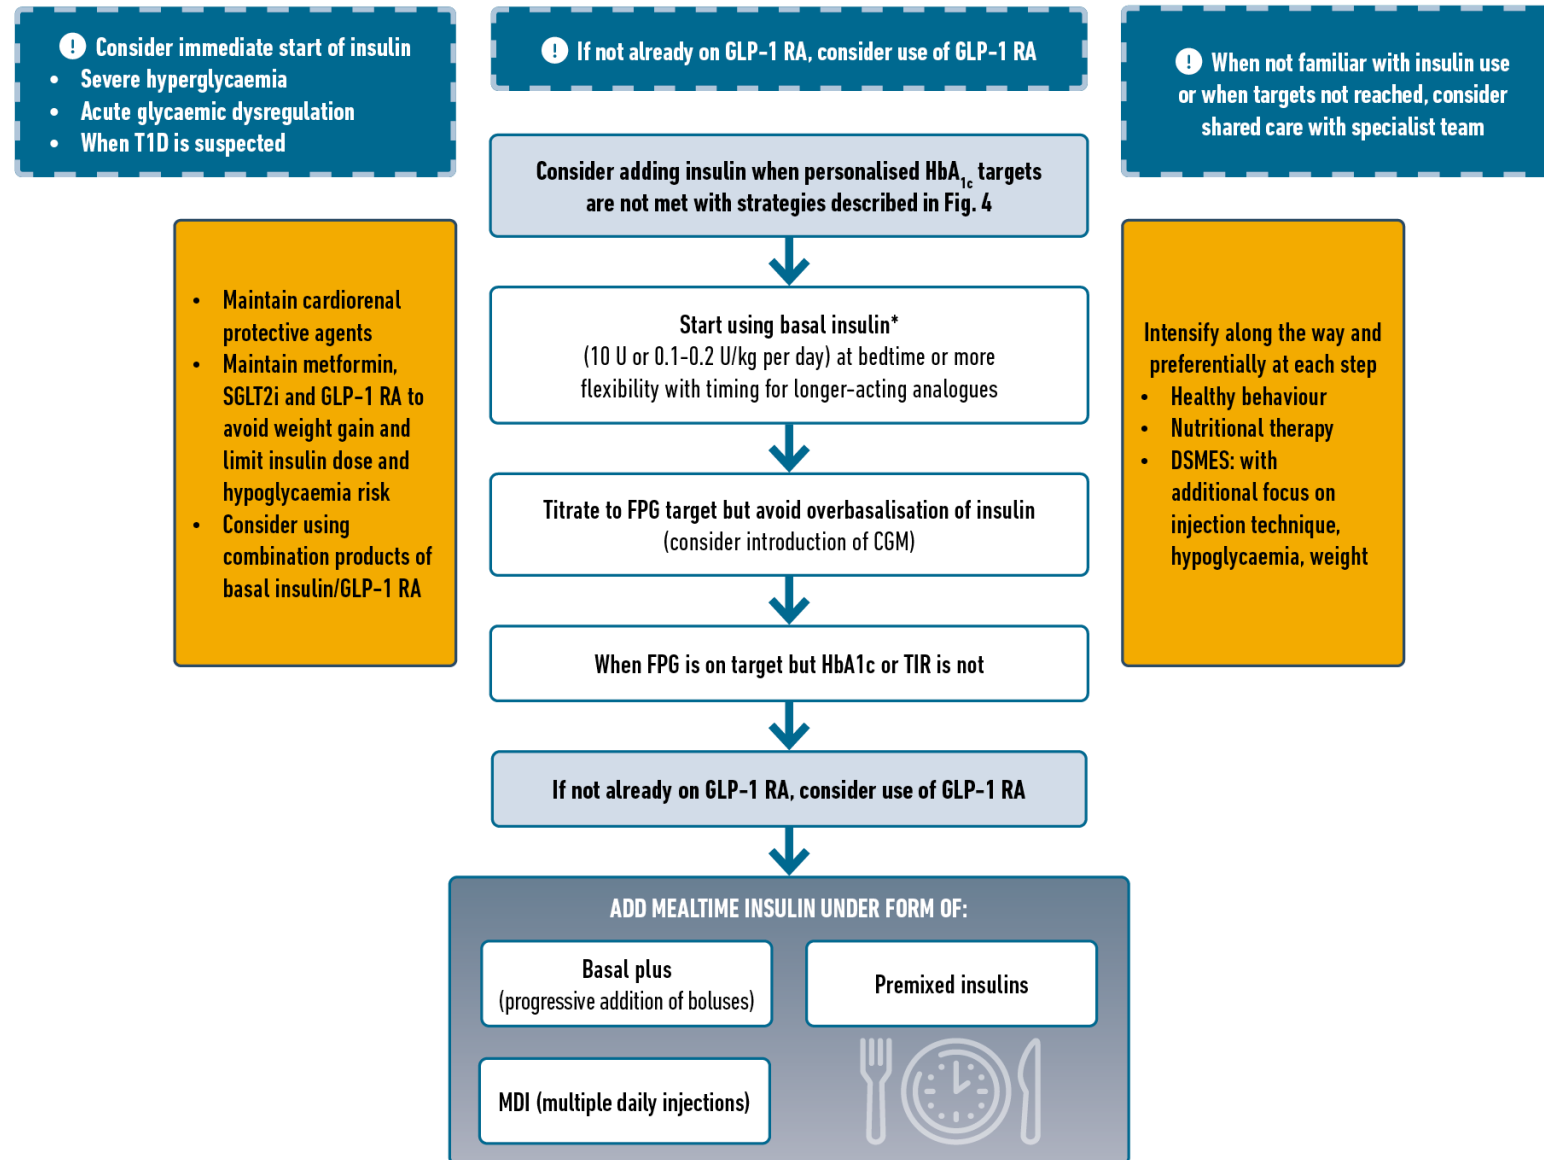 ! Consider immediate start of insulin
• Severe hyperglycaemia
• Acute glycaemic dysregulation
• When T1D is suspected
! If not already on GLP-1 RA, consider use of GLP-1 RA
! When not familiar with insulin use
or when targets not reached, consider
shared care with specialist team
Consider adding insulin when personalised HbA1c targets
are not met with strategies described in Fig. 4
• Maintain cardiorenal
protective agents
• Maintain metformin,
SGLT2i and GLP-1 RA to
avoid weight gain and
limit insulin dose and
hypoglycaemia risk
• Consider using
combination products of
basal insulin/GLP-1 RA
Start using basal insulin*
(10 U or 0.1-0.2 U/kg per day) at bedtime or more
flexibility with timing for longer-acting analogues
Intensify along the way and
preferentially at each step
• Healthy behaviour
• Nutritional therapy
• DSMES: with
additional focus on
injection technique,
hypoglycaemia, weight
Titrate to FPG target but avoid overbasalisation of insulin
(consider introduction of CGM)
When FPG is on target but HbA1c or TIR is not
If not already on GLP-1 RA, consider use of GLP-1 RA
ADD MEALTIME INSULIN UNDER FORM OF:
Basal plus
(progressive addition of boluses)
Premixed insulins
MDI (multiple daily injections)